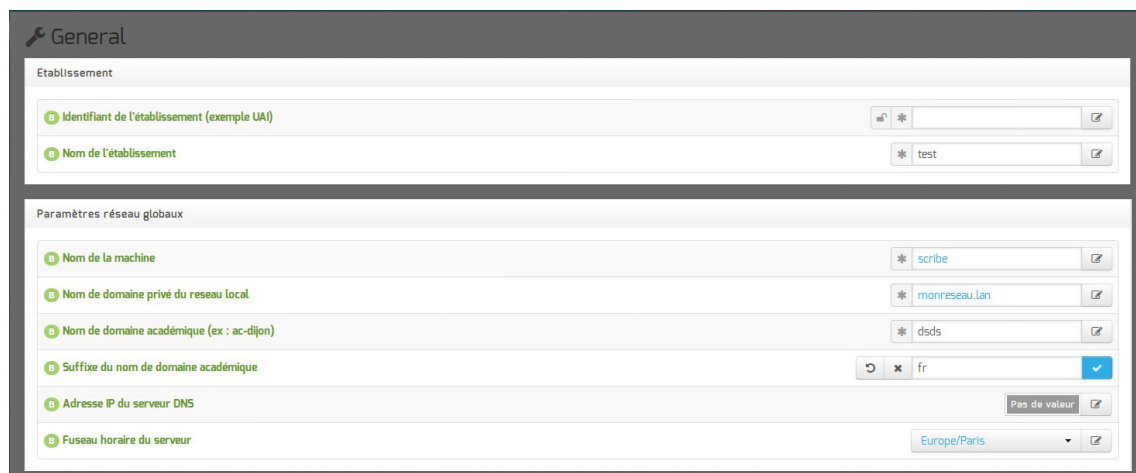 General
Etablissement
B Identifiant de l'établissement (exemple UAI)
B Nom de l'établissement test
Paramètres réseau globaux
B Nom de la machine scribe
B Nom de domaine privé du reseau local monreseau.lan
B Nom de domaine académique (ex : ac-dijon) dsds
B Suffixe du nom de domaine académique fr
B Adresse IP du serveur DNS Pas de valeur
B Fuseau horaire du serveur Europe/Paris